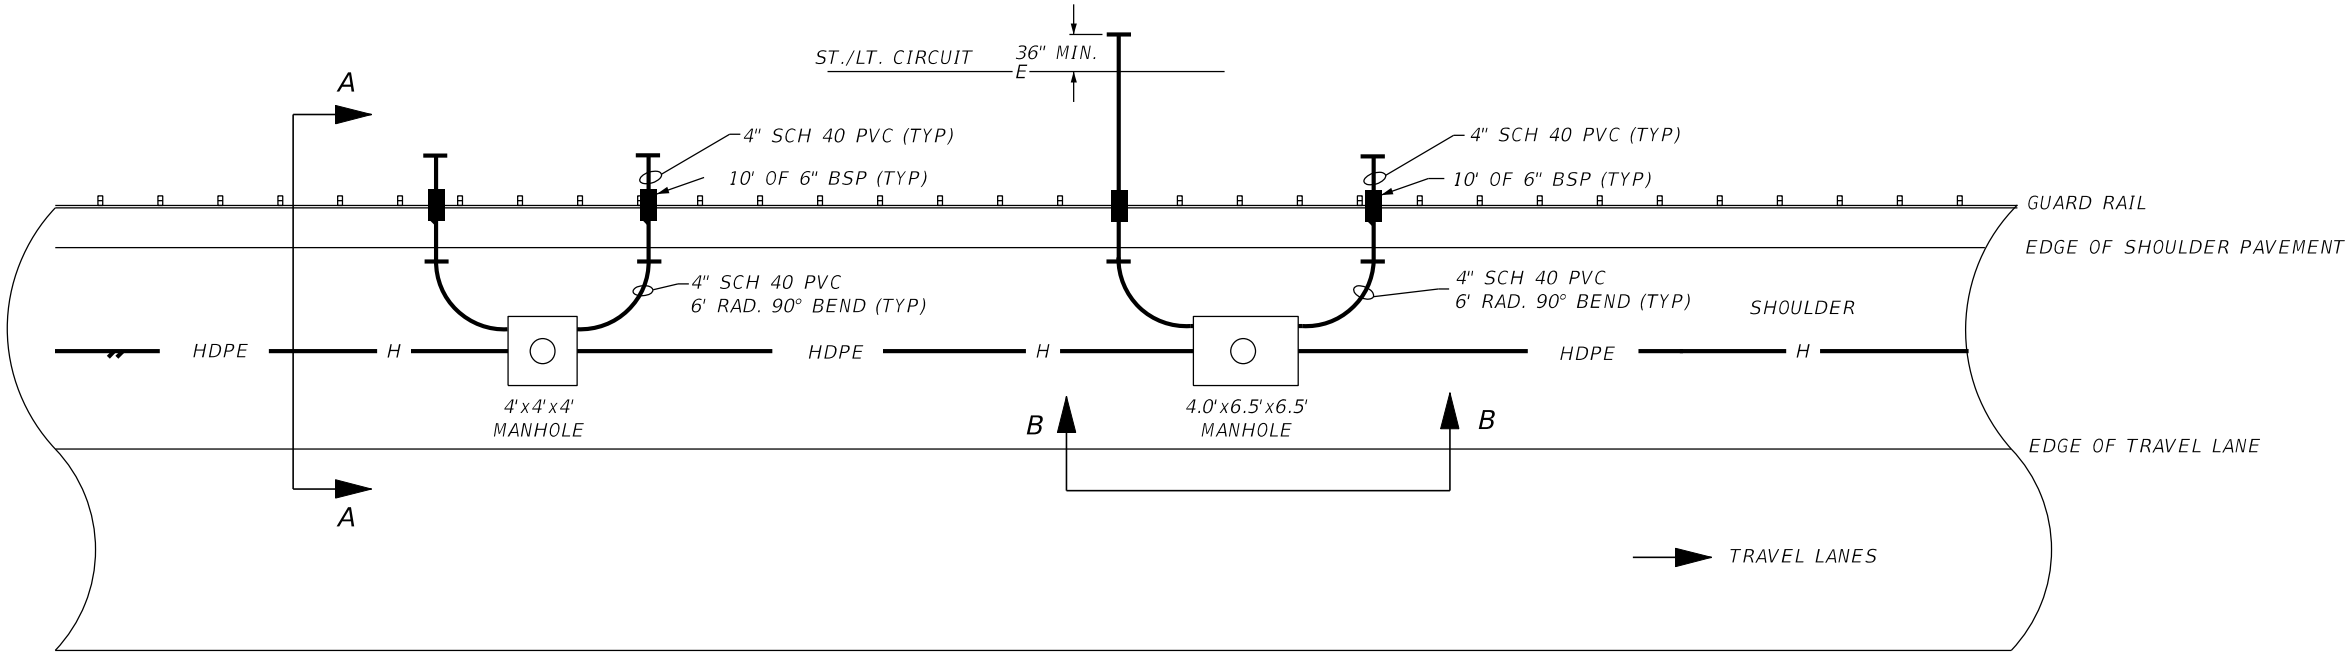 ST./LT. CIRCUIT
36" MIN.
E
A
4" SCH 40 PVC (TYP)
10' OF 6" BSP (TYP)
4" SCH 40 PVC (TYP)
10' OF 6" BSP (TYP)
GUARD RAIL
EDGE OF SHOULDER PAVEMENT
4" SCH 40 PVC
6' RAD. 90° BEND (TYP)
4" SCH 40 PVC
6' RAD. 90° BEND (TYP)
SHOULDER
HDPE
H
HDPE
H
HDPE
H
4'x4'x4'
MANHOLE
4.0'x6.5'x6.5'
MANHOLE
B
B
EDGE OF TRAVEL LANE
A
TRAVEL LANES